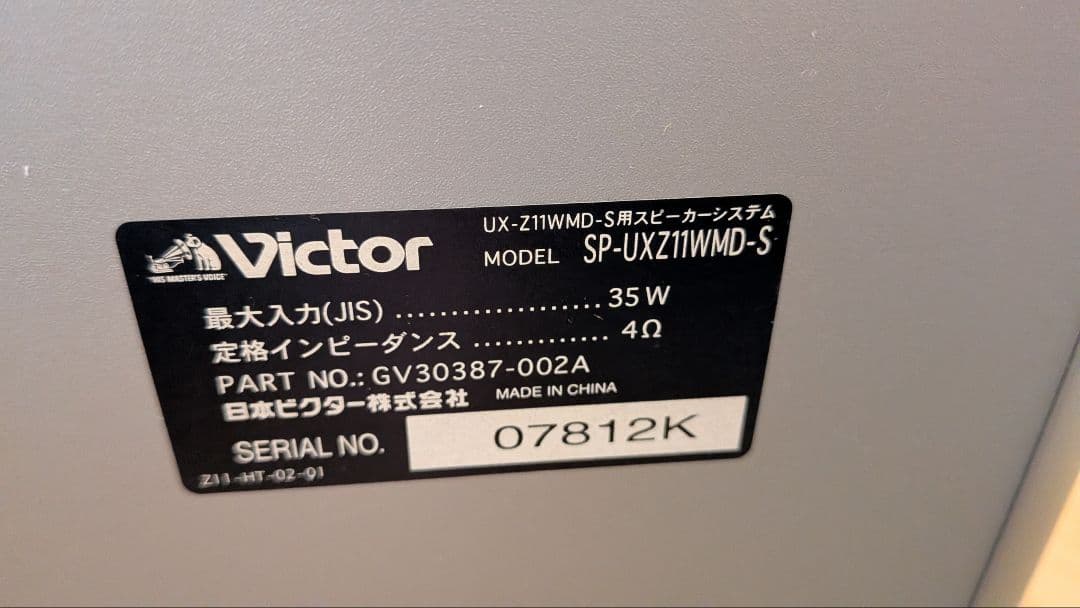 UX-Z11WMD-S用スピーカーシステム
"HIS MASTER'S VOICE"
Victor
MODEL SP-UXZ11WMD-S
最大入力(JIS) .................... 35W
定格インピーダンス ............. 4Ω
PART NO.: GV30387-002A
日本ビクター株式会社 MADE IN CHINA
SERIAL NO. 07812K
Z11-HT-02-01